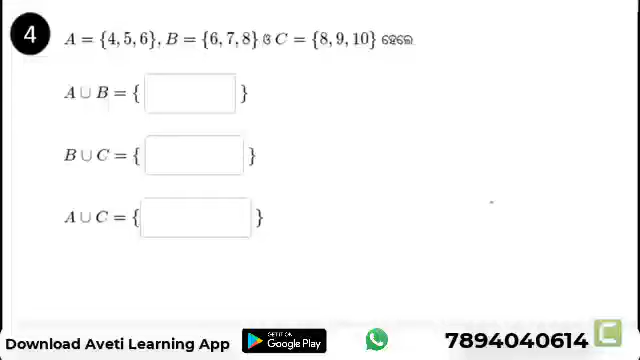 4
A = {4, 5, 6}, B = {6, 7, 8} ଓ C = {8, 9, 10} ହେଲେ
A ∪ B = { }
B ∪ C = { }
A ∪ C = { }
Download Aveti Learning App
GET IT ON
Google Play
7894040614
C